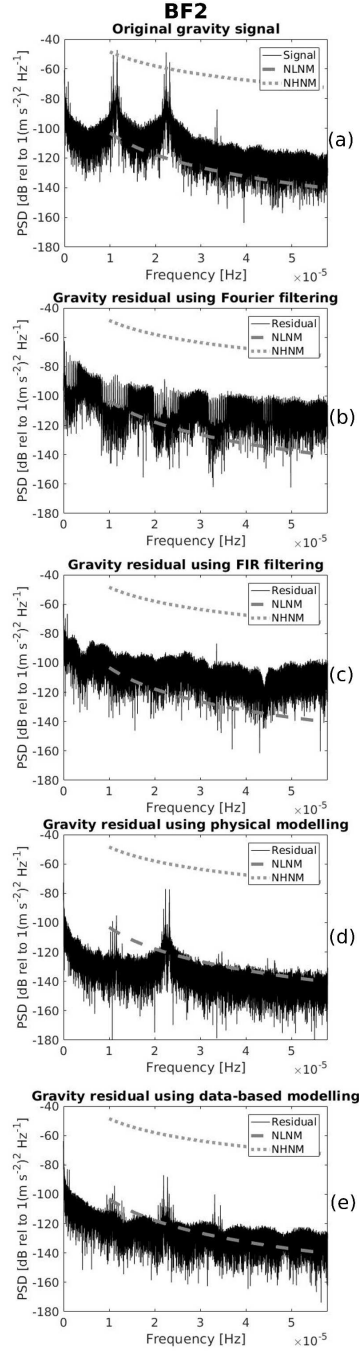 BF2
Original gravity signal
-40
-60
-80
-100
-120
-140
-160
-180
PSD [dB rel to 1(m s⁻²)² Hz⁻¹]
Signal
NLNM
NHNM
(a)
0 1 2 3 4 5
Frequency [Hz] ×10⁻⁵
Gravity residual using Fourier filtering
-40
-60
-80
-100
-120
-140
-160
-180
PSD [dB rel to 1(m s⁻²)² Hz⁻¹]
Residual
NLNM
NHNM
(b)
0 1 2 3 4 5
Frequency [Hz] ×10⁻⁵
Gravity residual using FIR filtering
-40
-60
-80
-100
-120
-140
-160
-180
PSD [dB rel to 1(m s⁻²)² Hz⁻¹]
Residual
NLNM
NHNM
(c)
0 1 2 3 4 5
Frequency [Hz] ×10⁻⁵
Gravity residual using physical modelling
-40
-60
-80
-100
-120
-140
-160
-180
PSD [dB rel to 1(m s⁻²)² Hz⁻¹]
Residual
NLNM
NHNM
(d)
0 1 2 3 4 5
Frequency [Hz] ×10⁻⁵
Gravity residual using data-based modelling
-40
-60
-80
-100
-120
-140
-160
-180
PSD [dB rel to 1(m s⁻²)² Hz⁻¹]
Residual
NLNM
NHNM
(e)
0 1 2 3 4 5
Frequency [Hz] ×10⁻⁵